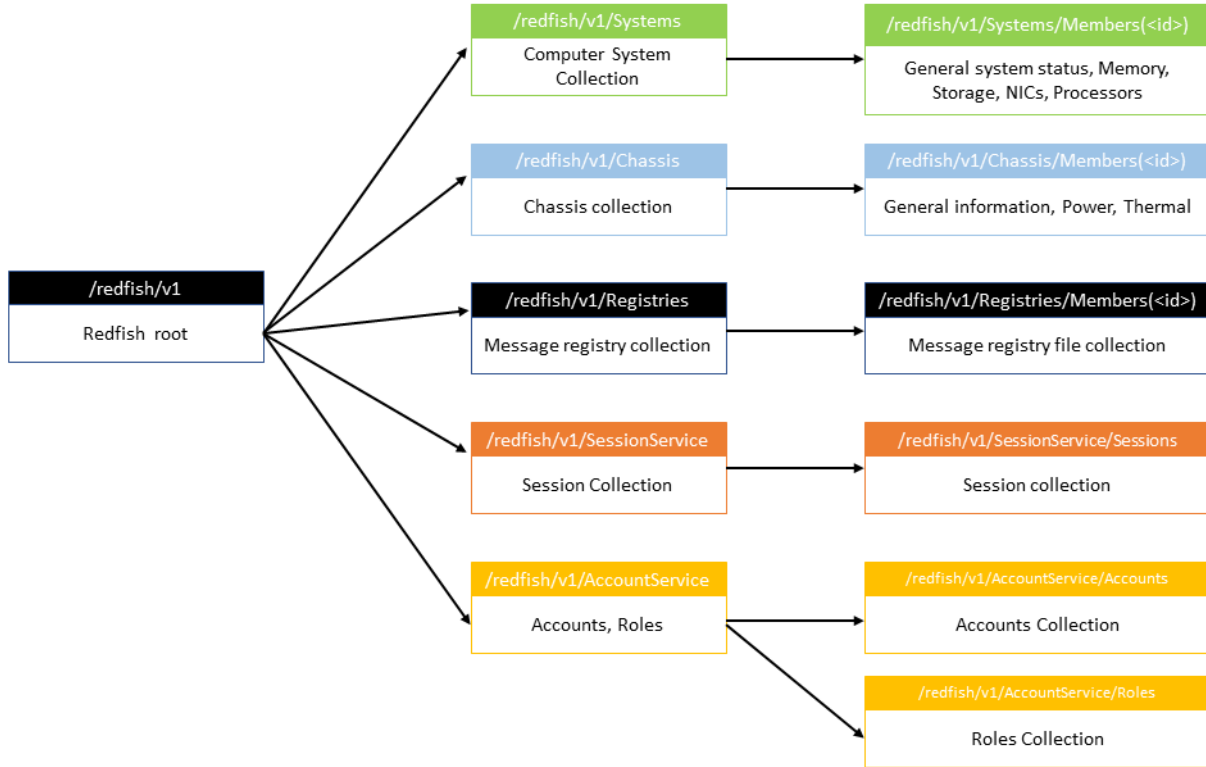 /redfish/v1/Systems
Computer System
Collection
/redfish/v1/Systems/Members(<id>)
General system status, Memory,
Storage, NICs, Processors
/redfish/v1/Chassis
Chassis collection
/redfish/v1/Chassis/Members(<id>)
General information, Power, Thermal
/redfish/v1
Redfish root
/redfish/v1/Registries
Message registry collection
/redfish/v1/Registries/Members(<id>)
Message registry file collection
/redfish/v1/SessionService
Session Collection
/redfish/v1/SessionService/Sessions
Session collection
/redfish/v1/AccountService
Accounts, Roles
/redfish/v1/AccountService/Accounts
Accounts Collection
/redfish/v1/AccountService/Roles
Roles Collection